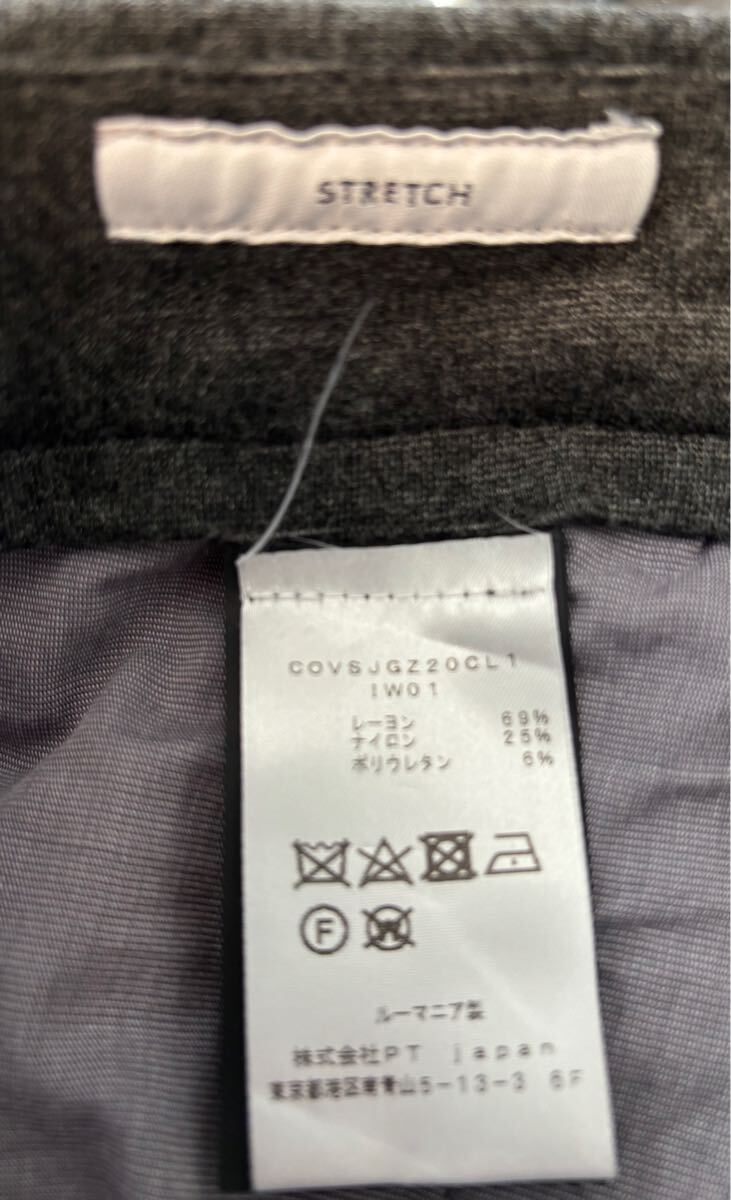 STRETCH
COVSJGZ20CL1
IW01
レーヨン 69%
ナイロン 25%
ポリウレタン 6%
F
W
ルーマニア製
株式会社PT japan
東京都港区南青山5-13-3 6F